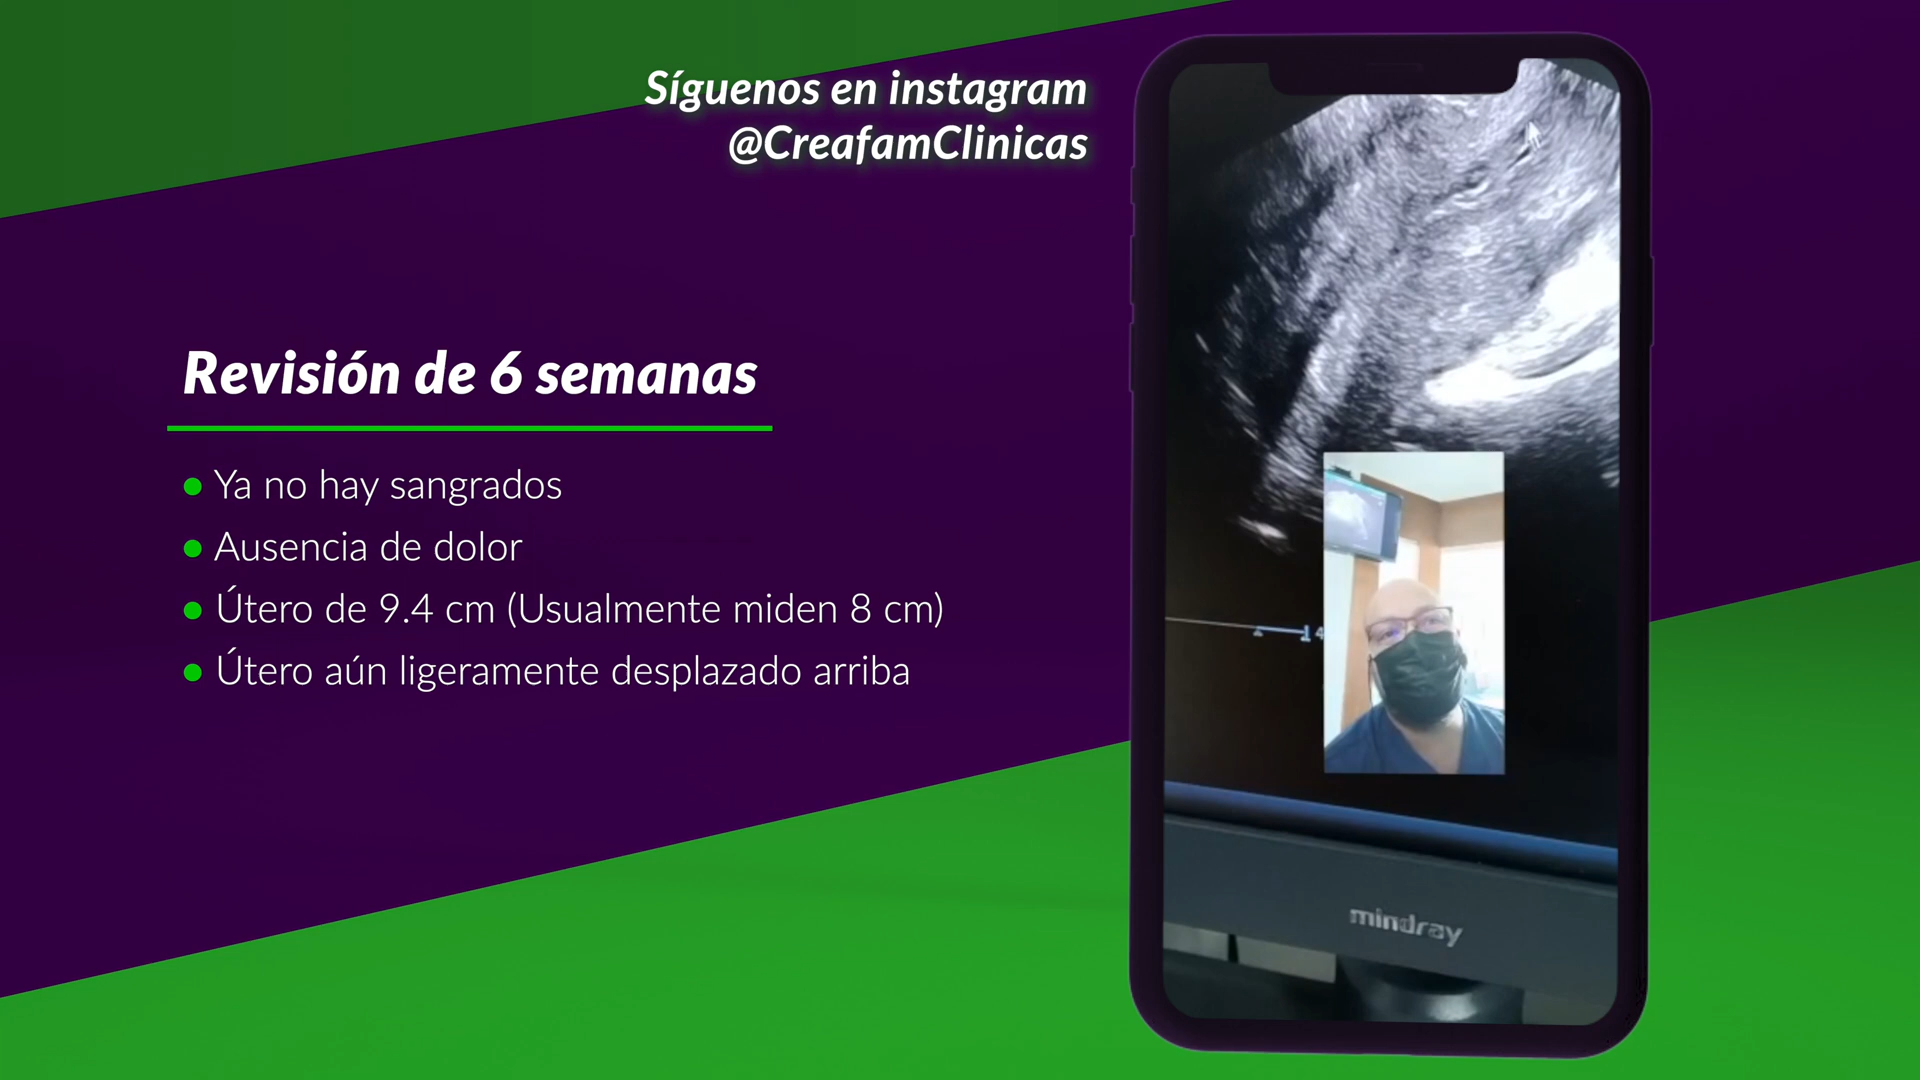 Síguenos en instagram
@CreafamClinicas
Revisión de 6 semanas
Ya no hay sangrados
Ausencia de dolor
Útero de 9.4 cm (Usualmente miden 8 cm)
Útero aún ligeramente desplazado arriba
4
mindray